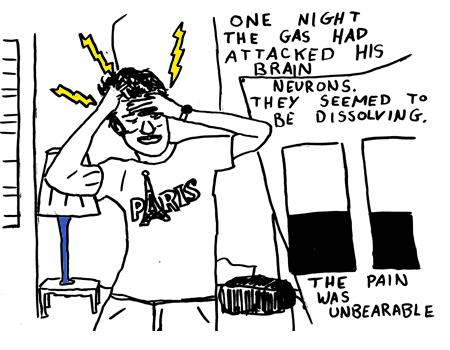 ONE NIGHT
THE GAS HAD
ATTACKED HIS
BRAIN
NEURONS.
THEY SEEMED TO
BE DISSOLVING.
PARIS
THE PAIN
WAS
UNBEARABLE